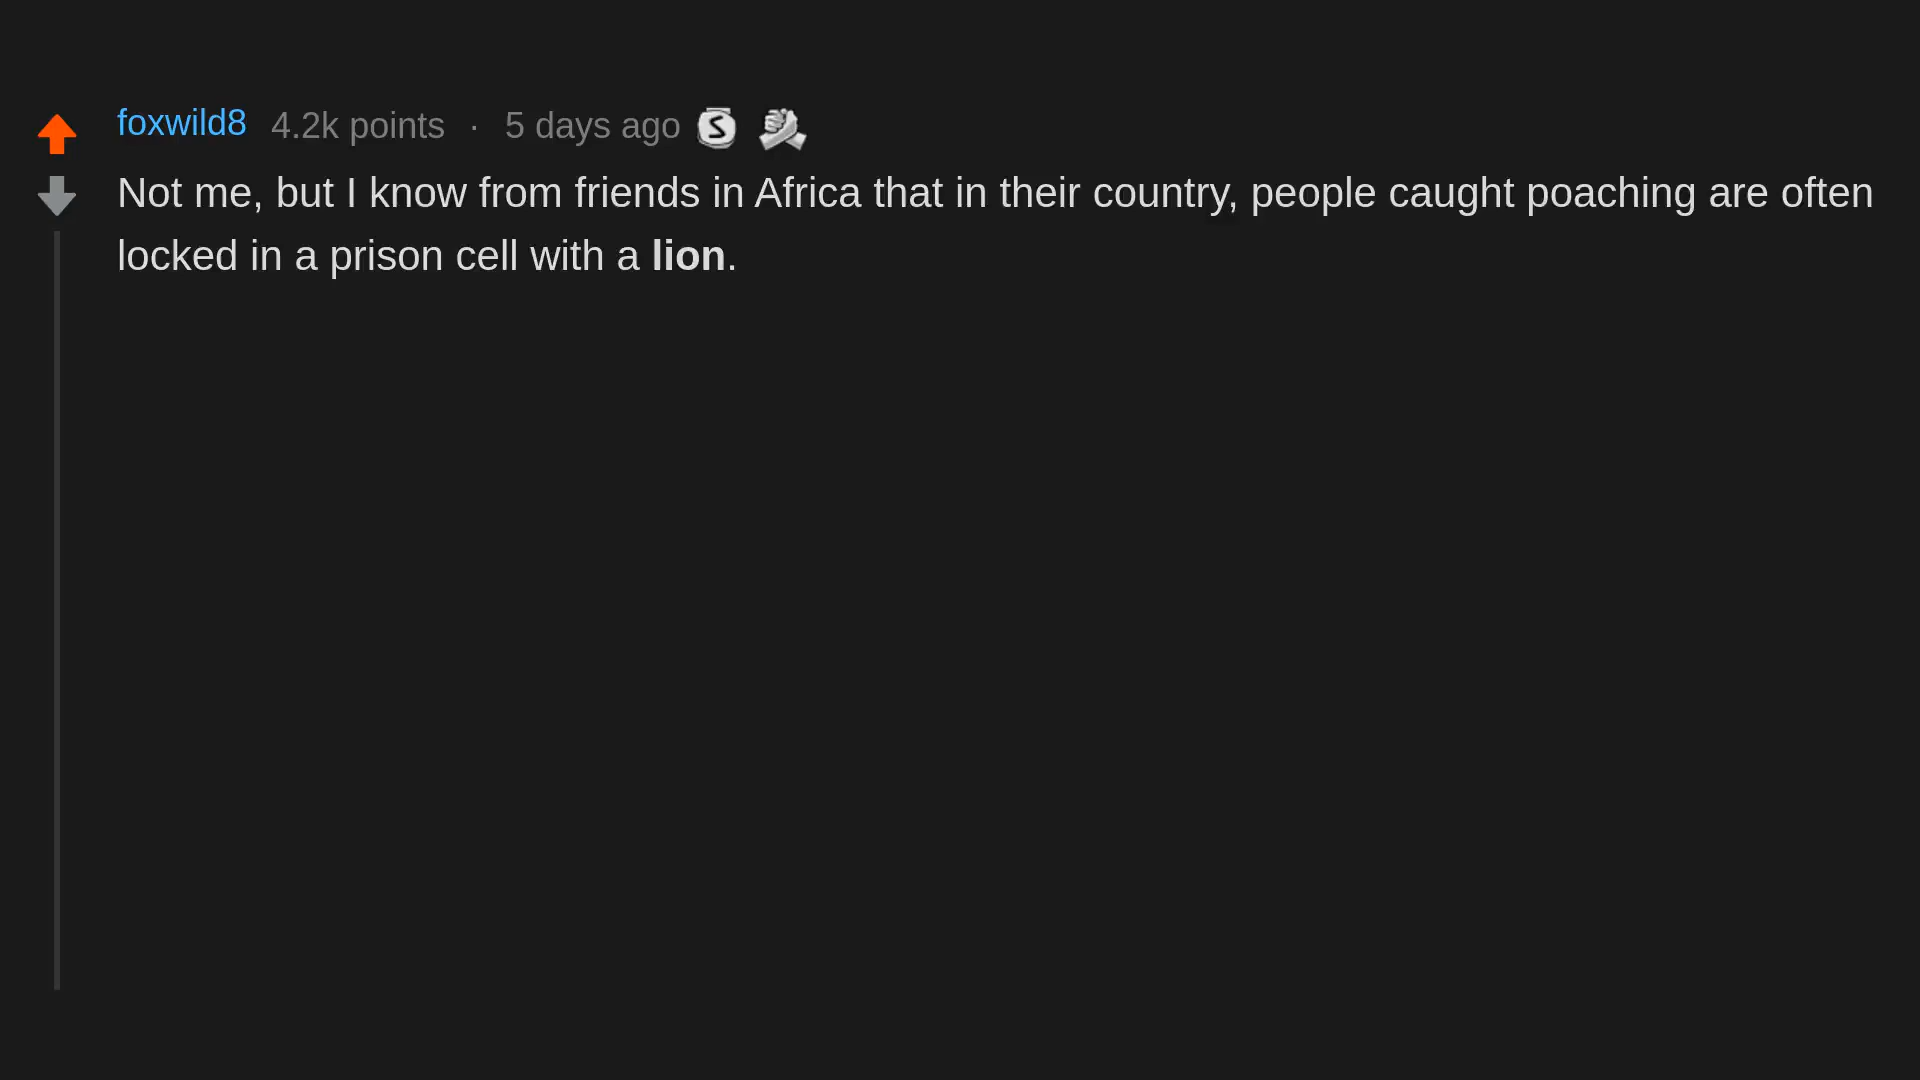 foxwild8 4.2k points · 5 days ago
Not me, but I know from friends in Africa that in their country, people caught poaching are often
locked in a prison cell with a lion.